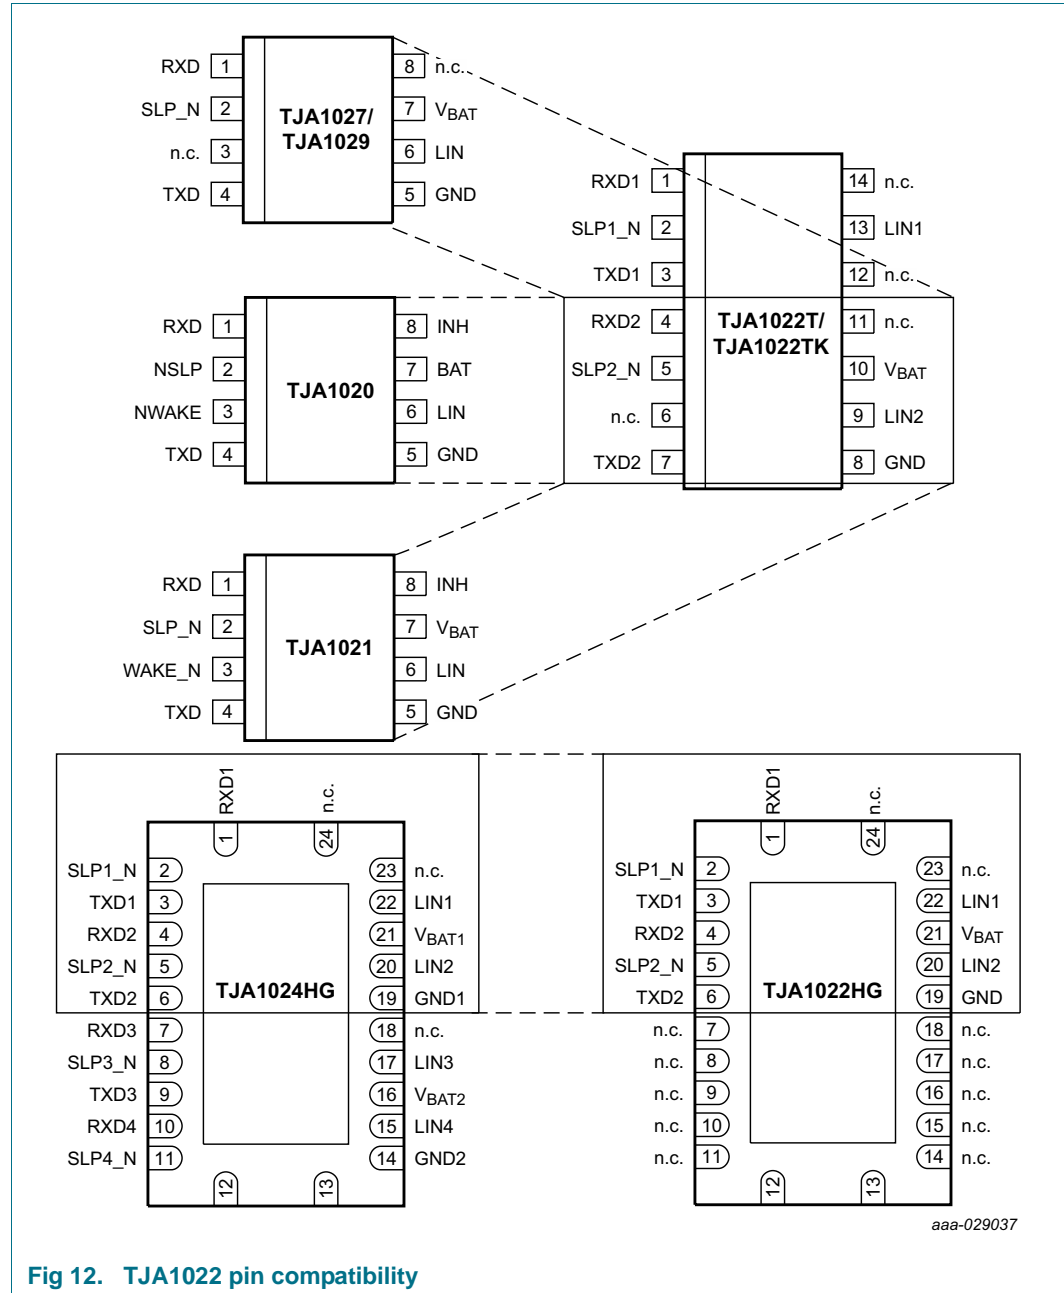 RXD 1
SLP_N 2
n.c. 3
TXD 4
TJA1027/
TJA1029
8 n.c.
7 VBAT
6 LIN
5 GND
RXD1 1
SLP1_N 2
TXD1 3
RXD2 4
SLP2_N 5
n.c. 6
TXD2 7
TJA1022T/
TJA1022TK
14 n.c.
13 LIN1
12 n.c.
11 n.c.
10 VBAT
9 LIN2
8 GND
RXD 1
NSLP 2
NWAKE 3
TXD 4
TJA1020
8 INH
7 BAT
6 LIN
5 GND
RXD 1
SLP_N 2
WAKE_N 3
TXD 4
TJA1021
8 INH
7 VBAT
6 LIN
5 GND
RXD1 1
n.c. 24
SLP1_N 2
TXD1 3
RXD2 4
SLP2_N 5
TXD2 6
RXD3 7
SLP3_N 8
TXD3 9
RXD4 10
SLP4_N 11
12
13
TJA1024HG
23 n.c.
22 LIN1
21 VBAT1
20 LIN2
19 GND1
18 n.c.
17 LIN3
16 VBAT2
15 LIN4
14 GND2
RXD1 1
n.c. 24
SLP1_N 2
TXD1 3
RXD2 4
SLP2_N 5
TXD2 6
n.c. 7
n.c. 8
n.c. 9
n.c. 10
n.c. 11
12
13
TJA1022HG
23 n.c.
22 LIN1
21 VBAT
20 LIN2
19 GND
18 n.c.
17 n.c.
16 n.c.
15 n.c.
14 n.c.
aaa-029037
Fig 12. TJA1022 pin compatibility